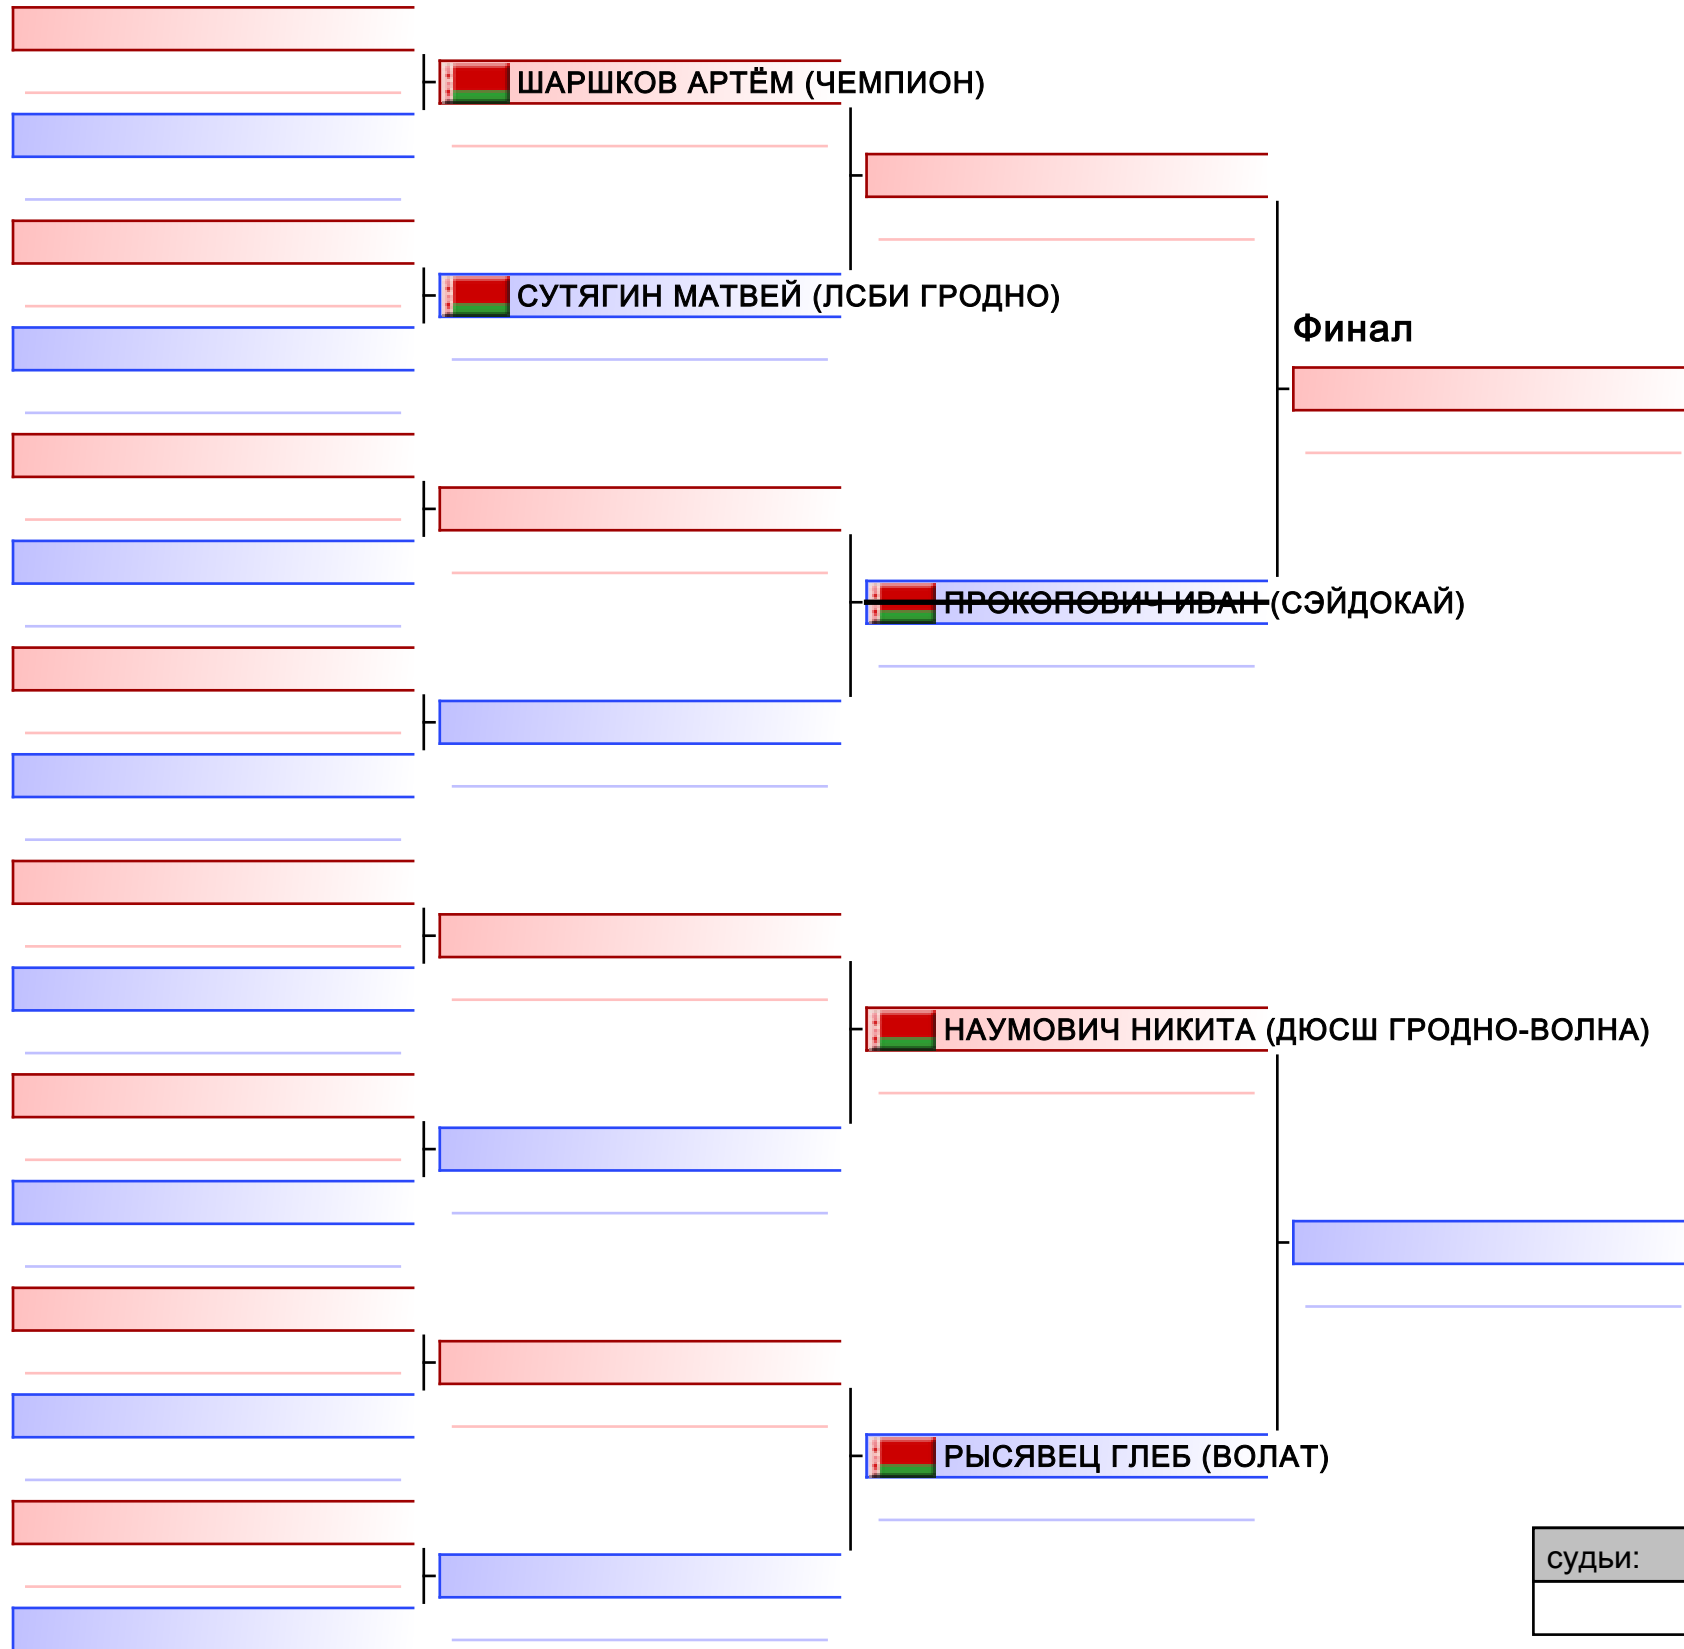 ШАРШКОВ АРТЁМ (ЧЕМПИОН)
СУТЯГИН МАТВЕЙ (ЛСБИ ГРОДНО)
Финал
ПРОКОПОВИЧ ИВАН (СЭЙДОКАЙ)
НАУМОВИЧ НИКИТА (ДЮСШ ГРОДНО-ВОЛНА)
РЫСЯВЕЦ ГЛЕБ (ВОЛАТ)
судьи: